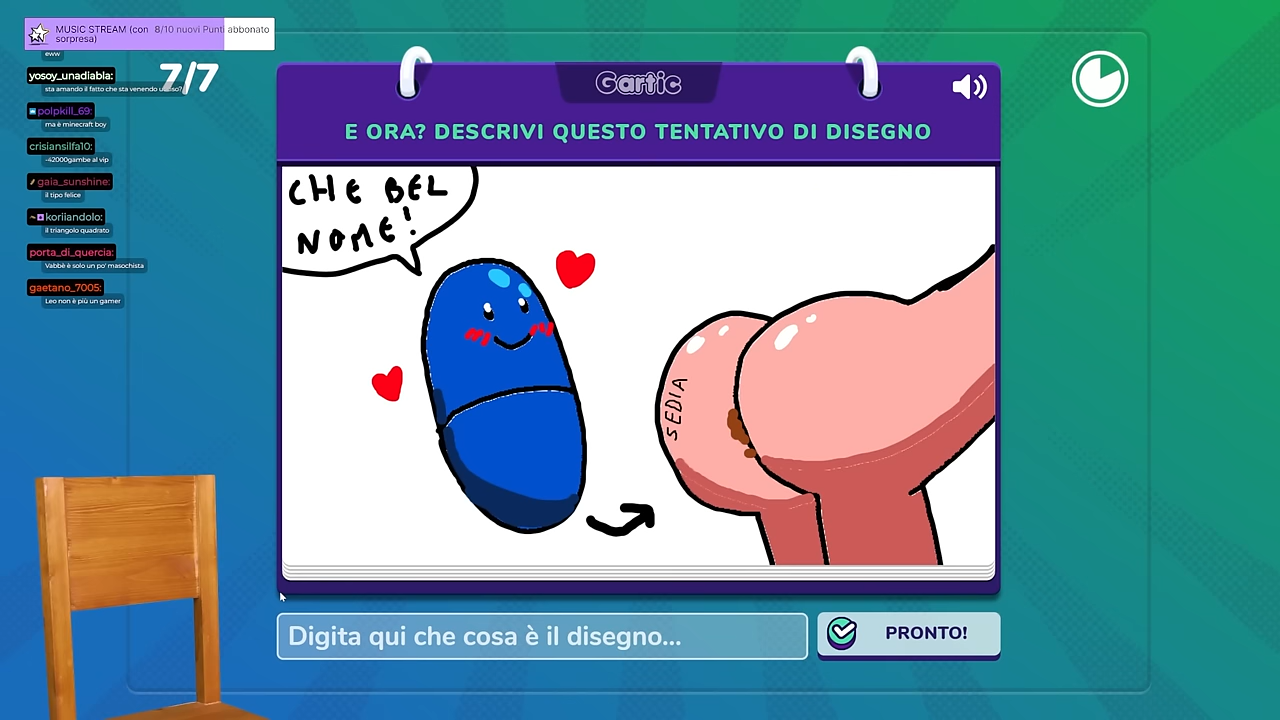 MUSIC STREAM (con 8/10 nuovi Punti abbonato
sorpresa)
eww
yosoy_unadiabla:
7/7
polpkill_69:
ma è minecraft boy
crisiansilfa10:
-42000gambe al vip
gaia_sunshine:
il tipo felice
koriiandolo:
il triangolo quadrato
porta_di_quercia:
Vabbè è solo un po' masochista
gaetano_7005:
Leo non è più un gamer
Gartic
E ORA? DESCRIVI QUESTO TENTATIVO DI DISEGNO
CHE BEL
NOME!
SEDIA
Digita qui che cosa è il disegno...
PRONTO!